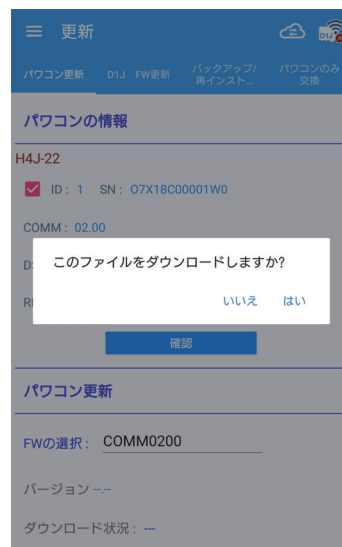 更新
D1J
パワコン更新
D1J FW更新
バックアップ/
再インスト...
パワコンのみ
交換
パワコンの情報
H4J-22
ID： 1 SN： O7X18C00001W0
COMM： 02.00
D
このファイルをダウンロードしますか?
R
いいえ はい
確認
パワコン更新
FWの選択： COMM0200
バージョン --.--
ダウンロード状況： ---